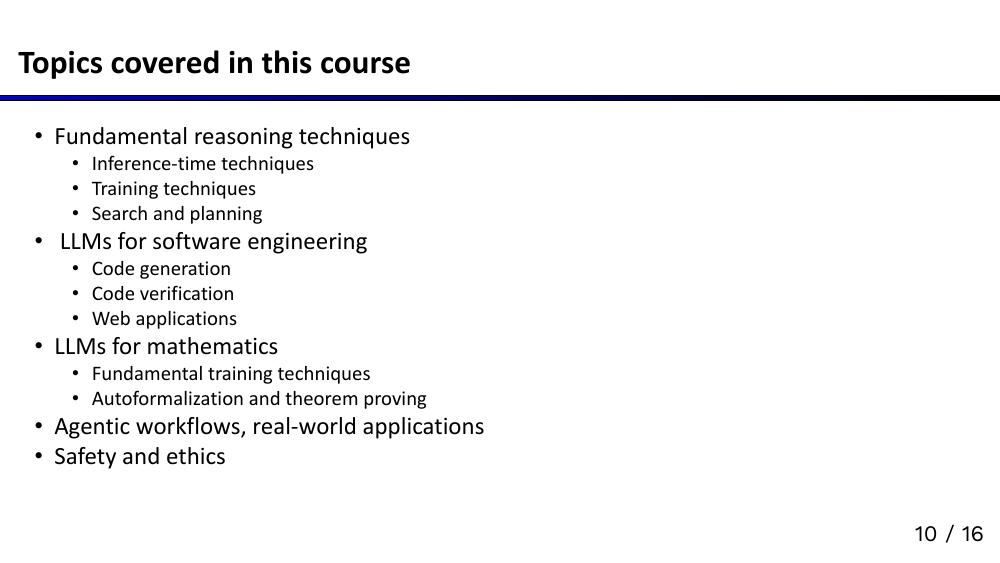 Topics covered in this course
• Fundamental reasoning techniques
• Inference-time techniques
• Training techniques
• Search and planning
• LLMs for software engineering
• Code generation
• Code verification
• Web applications
• LLMs for mathematics
• Fundamental training techniques
• Autoformalization and theorem proving
• Agentic workflows, real-world applications
• Safety and ethics
10 / 16